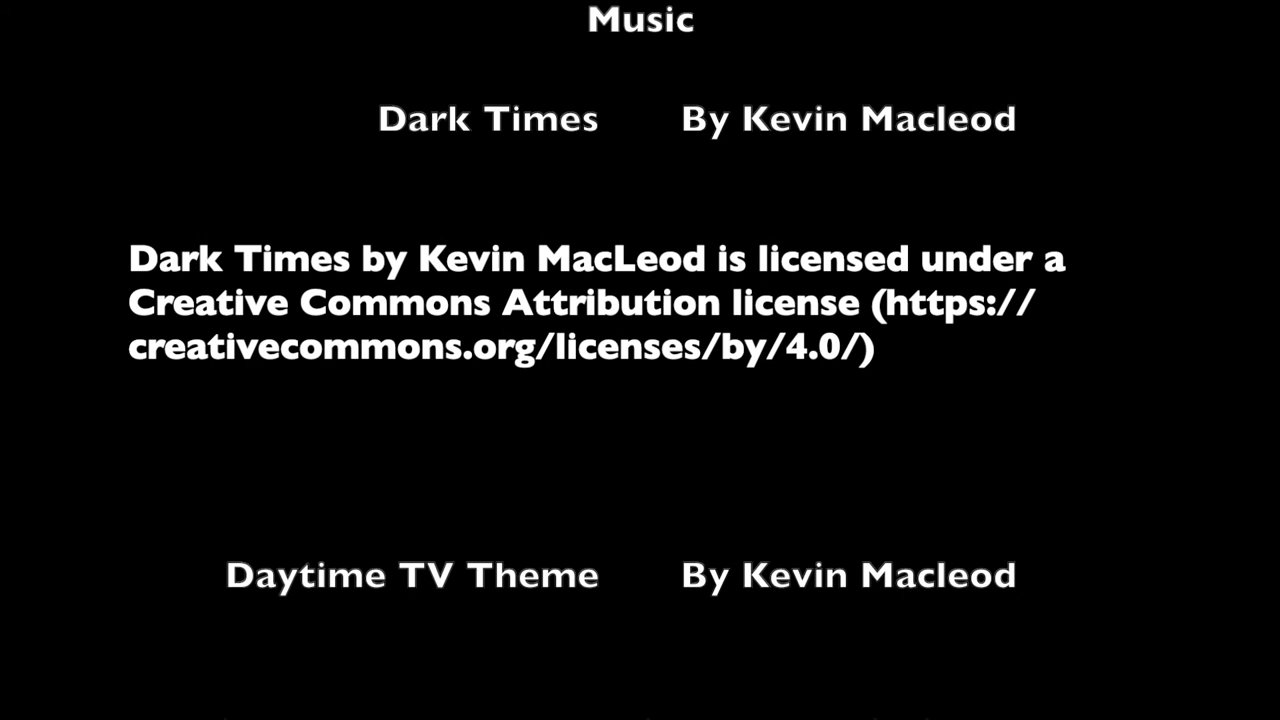 Music
Dark Times By Kevin Macleod
Dark Times by Kevin MacLeod is licensed under a
Creative Commons Attribution license (https://
creativecommons.org/licenses/by/4.0/)
Daytime TV Theme By Kevin Macleod